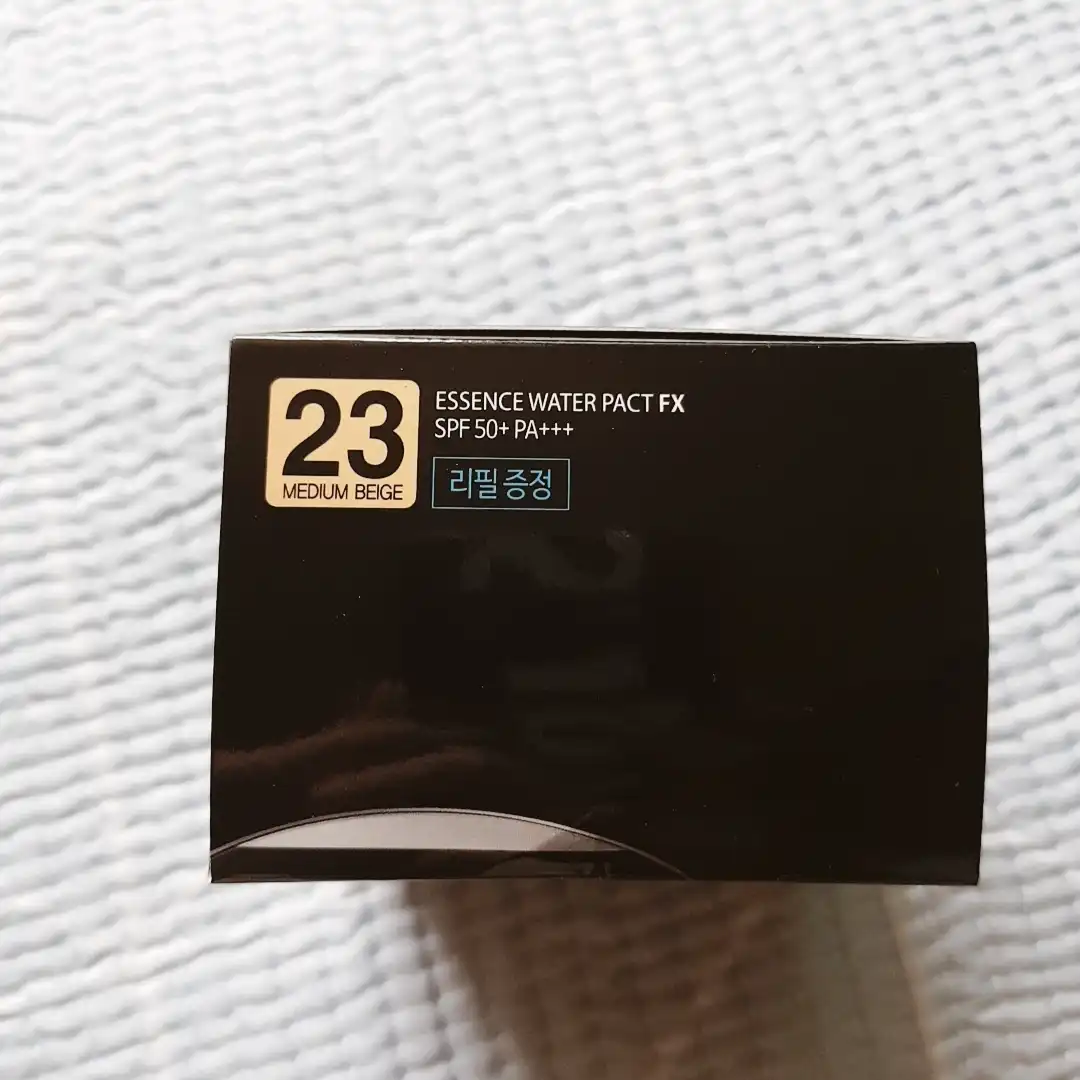 23
MEDIUM BEIGE
ESSENCE WATER PACT FX
SPF 50+ PA+++
리필 증정